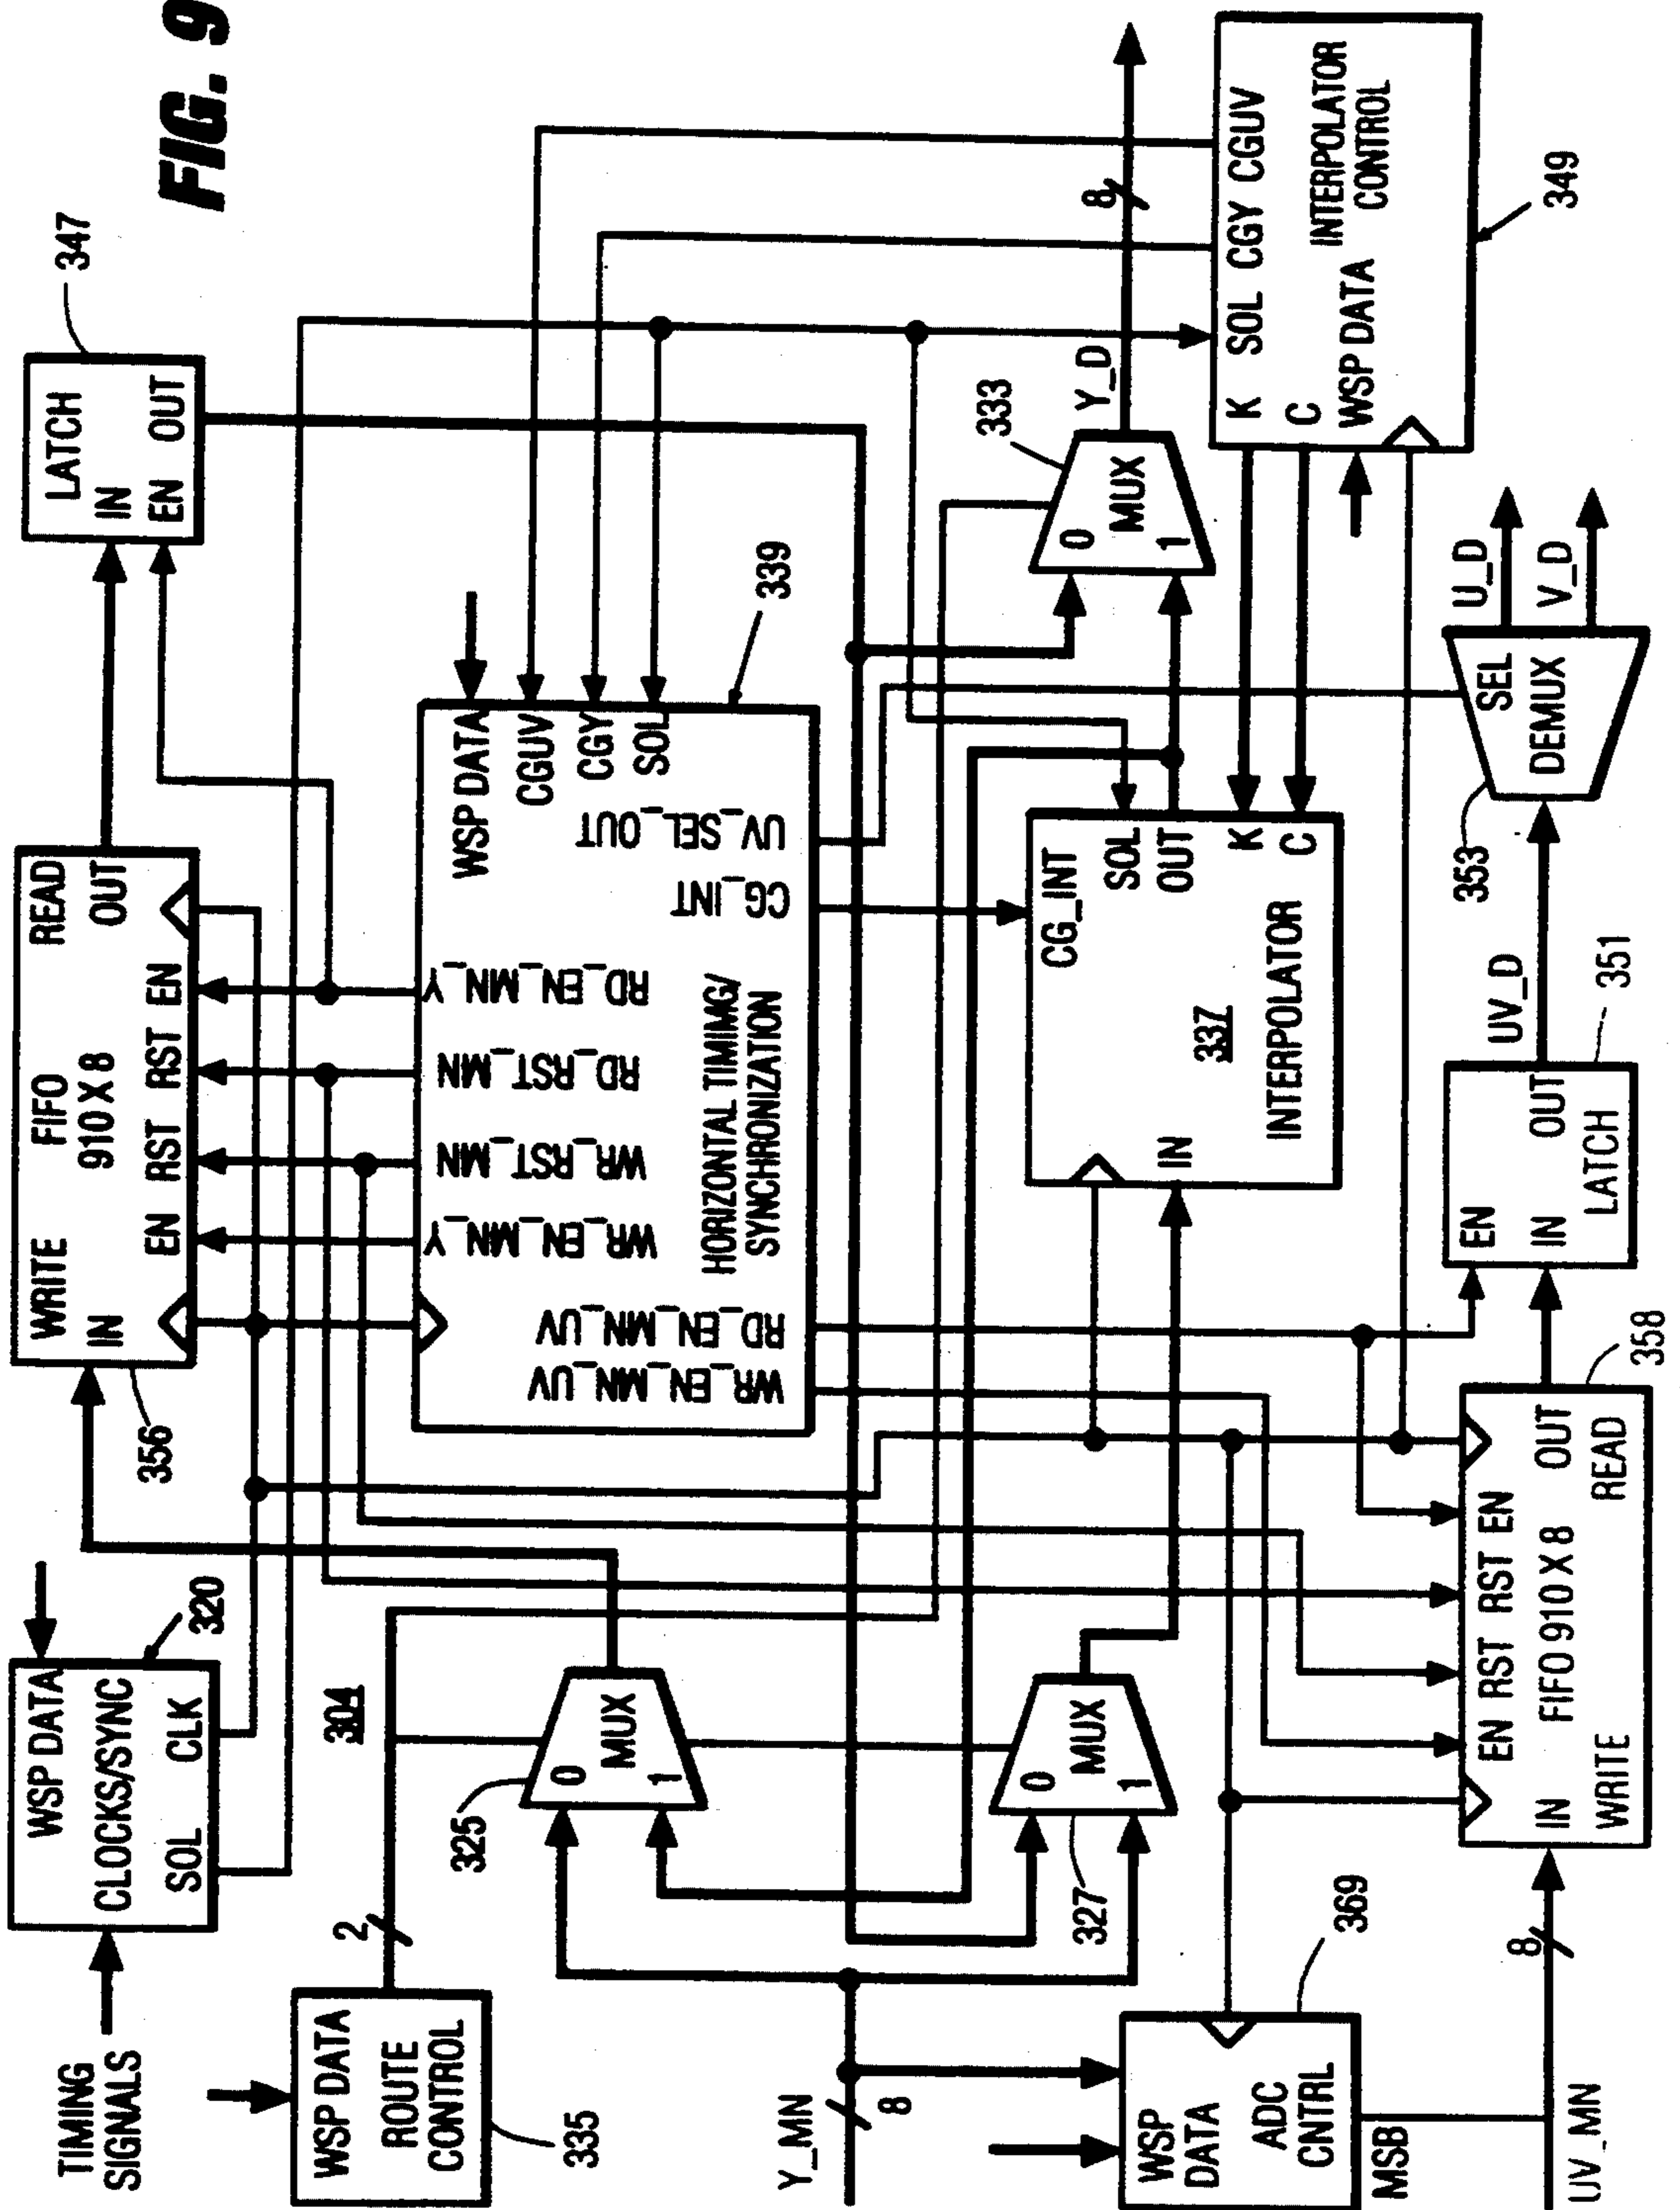 FIG. 9
TIMING
SIGNALS
WSP DATA
CLOCKS/SYNC
SOL CLK
320
WRITE FIFO READ
910 X 8
IN OUT
EN RST RST EN
356
LATCH
IN
EN OUT
347
WSP DATA
ROUTE
CONTROL
335
2
304
0
MUX
1
325
WR_EN_MN_Y
WR_RST_MN
RD_RST_MN
RD_EN_MN_Y
WSP DATA
CGUV
CGY
SOL
HORIZONTAL TIMIMG/
SYNCHRONIZATION
WR_EN_MN_UV
RD_EN_MN_UV
CG_INT
UV_SEL_OUT
339
Y_MN
8
0
MUX
1
327
CG_INT
SOL
OUT
IN
337
INTERPOLATOR
K
C
0
MUX
1
333
Y_D
8
K SOL CGY CGUV
C
WSP DATA
INTERPOLATOR
CONTROL
349
WSP
DATA
ADC
CNTRL
MSB
369
UV_MN
8
EN RST RST EN
IN FIFO 910 X 8 OUT
WRITE READ
358
EN
IN OUT
LATCH
351
UV_D
SEL
DEMUX
353
U_D
V_D